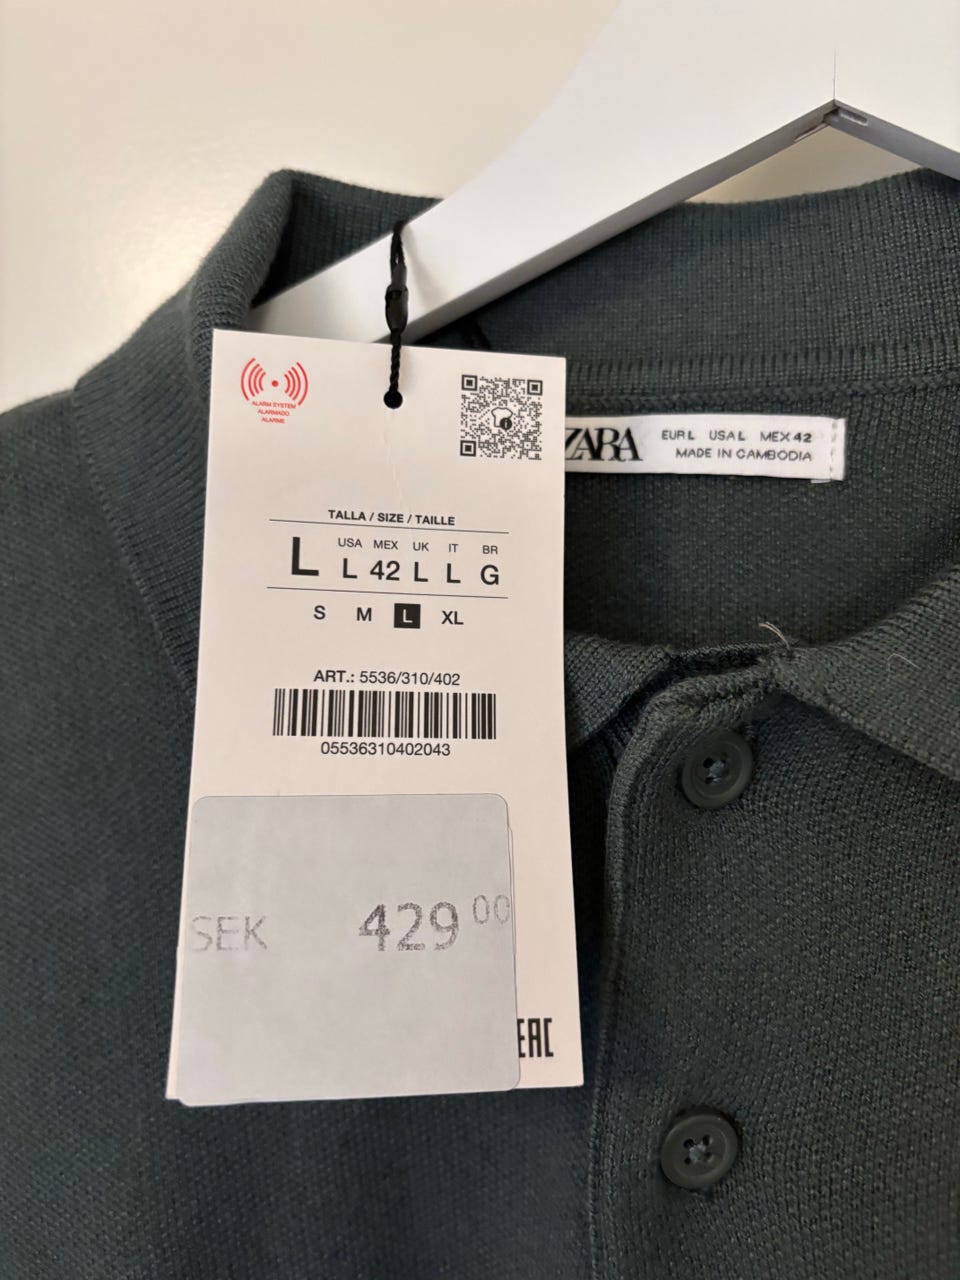 ALARM SYSTEM
ALARMADO
ALARME
ZARA
EUR L USA L MEX 42
MADE IN CAMBODIA
TALLA / SIZE / TAILLE
USA MEX UK IT BR
L L 42 L L G
S M L XL
ART.: 5536/310/402
05536310402043
SEK 429 00
EAC